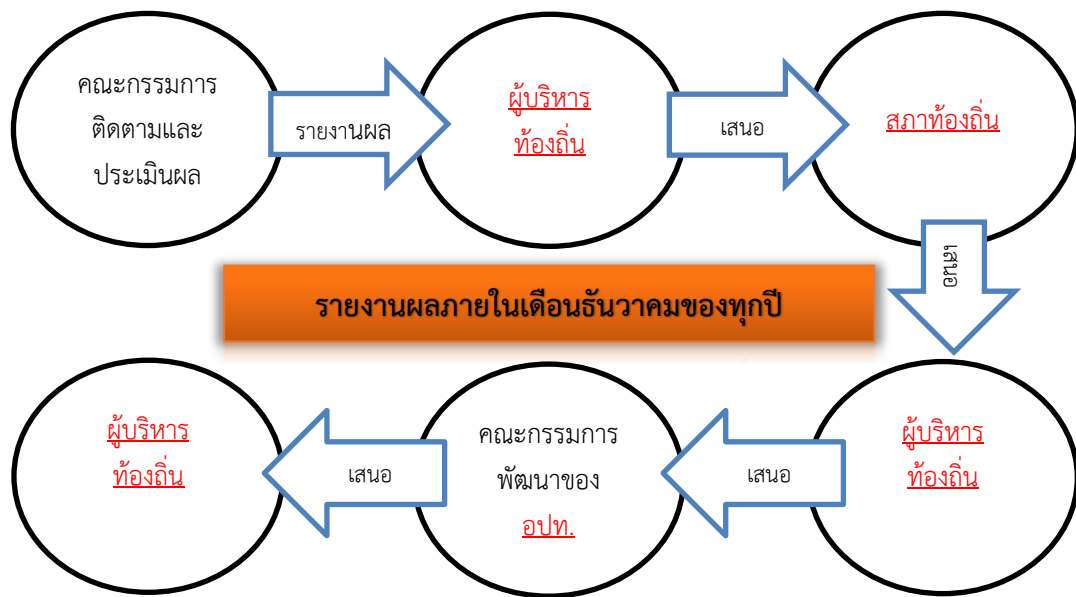 คณะกรรมการ
ติดตามและ
ประเมินผล
รายงานผล
ผู้บริหาร
ท้องถิ่น
เสนอ
สภาท้องถิ่น
เสนอ
รายงานผลภายในเดือนธันวาคมของทุกปี
ผู้บริหาร
ท้องถิ่น
เสนอ
คณะกรรมการ
พัฒนาของ
อปท.
เสนอ
ผู้บริหาร
ท้องถิ่น